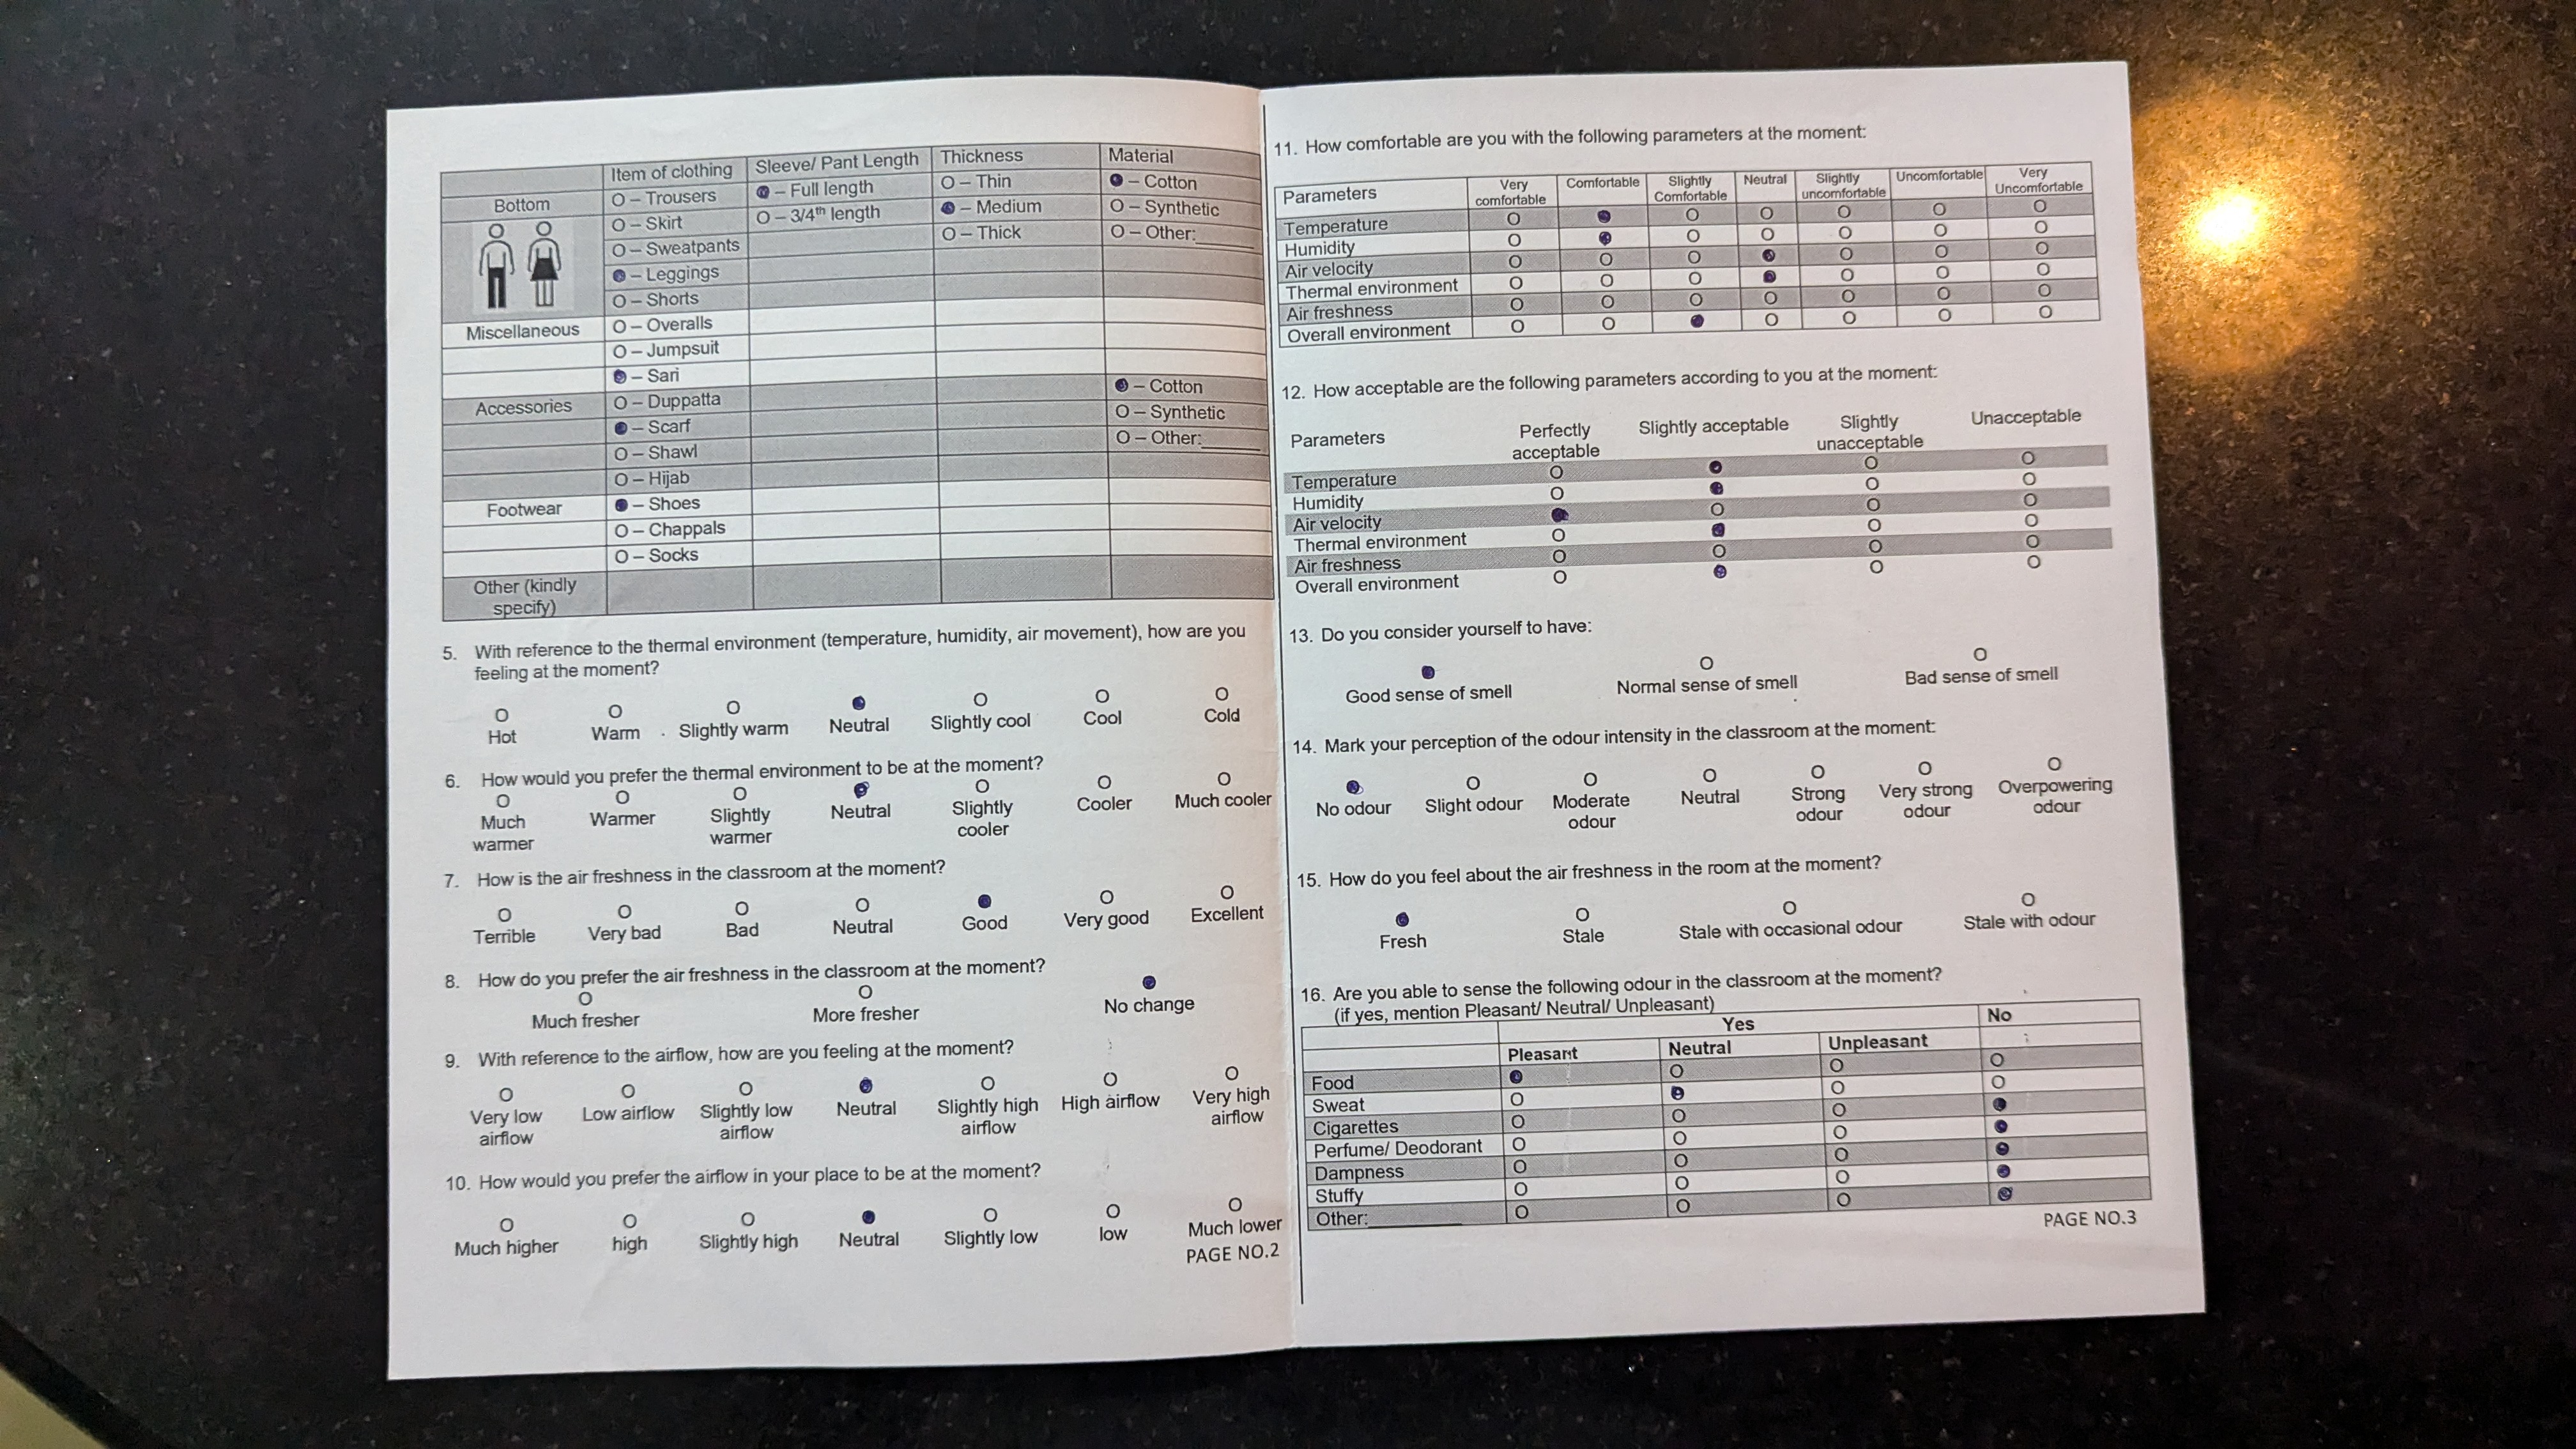 Item of clothing Sleeve/ Pant Length Thickness Material
Bottom O – Trousers ● – Full length O – Thin ● – Cotton
O – Skirt O – 3/4th length ● – Medium O – Synthetic
O – Sweatpants O – Thick O – Other:______
● – Leggings
O – Shorts
Miscellaneous O – Overalls
O – Jumpsuit
● – Sari
Accessories O – Duppatta ● – Cotton
● – Scarf O – Synthetic
O – Shawl O – Other:______
O – Hijab
Footwear ● – Shoes
O – Chappals
O – Socks
Other (kindly
specify)
5. With reference to the thermal environment (temperature, humidity, air movement), how are you
feeling at the moment?
O O O ● O O O
Hot Warm Slightly warm Neutral Slightly cool Cool Cold
6. How would you prefer the thermal environment to be at the moment?
O O O ● O O O
Much Warmer Slightly Neutral Slightly Cooler Much cooler
warmer warmer cooler
7. How is the air freshness in the classroom at the moment?
O O O O ● O O
Terrible Very bad Bad Neutral Good Very good Excellent
8. How do you prefer the air freshness in the classroom at the moment?
O O ●
Much fresher More fresher No change
9. With reference to the airflow, how are you feeling at the moment?
O O O ● O O O
Very low Low airflow Slightly low Neutral Slightly high High airflow Very high
airflow airflow airflow airflow
10. How would you prefer the airflow in your place to be at the moment?
O O O ● O O O
Much higher high Slightly high Neutral Slightly low low Much lower
PAGE NO.2
11. How comfortable are you with the following parameters at the moment:
Parameters Very Comfortable Slightly Neutral Slightly Uncomfortable Very
comfortable Comfortable uncomfortable Uncomfortable
Temperature O ● O O O O O
Humidity O ● O O O O O
Air velocity O O O ● O O O
Thermal environment O O O ● O O O
Air freshness O O O O O O O
Overall environment O O ● O O O O
12. How acceptable are the following parameters according to you at the moment:
Parameters Perfectly Slightly acceptable Slightly Unacceptable
acceptable unacceptable
Temperature O ● O O
Humidity O ● O O
Air velocity ● O O O
Thermal environment O ● O O
Air freshness O O O O
Overall environment O ● O O
13. Do you consider yourself to have:
● O O
Good sense of smell Normal sense of smell Bad sense of smell
14. Mark your perception of the odour intensity in the classroom at the moment:
● O O O O O O
No odour Slight odour Moderate Neutral Strong Very strong Overpowering
odour odour odour odour
15. How do you feel about the air freshness in the room at the moment?
● O O O
Fresh Stale Stale with occasional odour Stale with odour
16. Are you able to sense the following odour in the classroom at the moment?
(if yes, mention Pleasant/ Neutral/ Unpleasant)
Yes No
Pleasant Neutral Unpleasant
Food ● O O O
Sweat O ● O O
Cigarettes O O O ●
Perfume/ Deodorant O O O ●
Dampness O O O ●
Stuffy O O O ●
Other:__________ O O O ●
PAGE NO.3